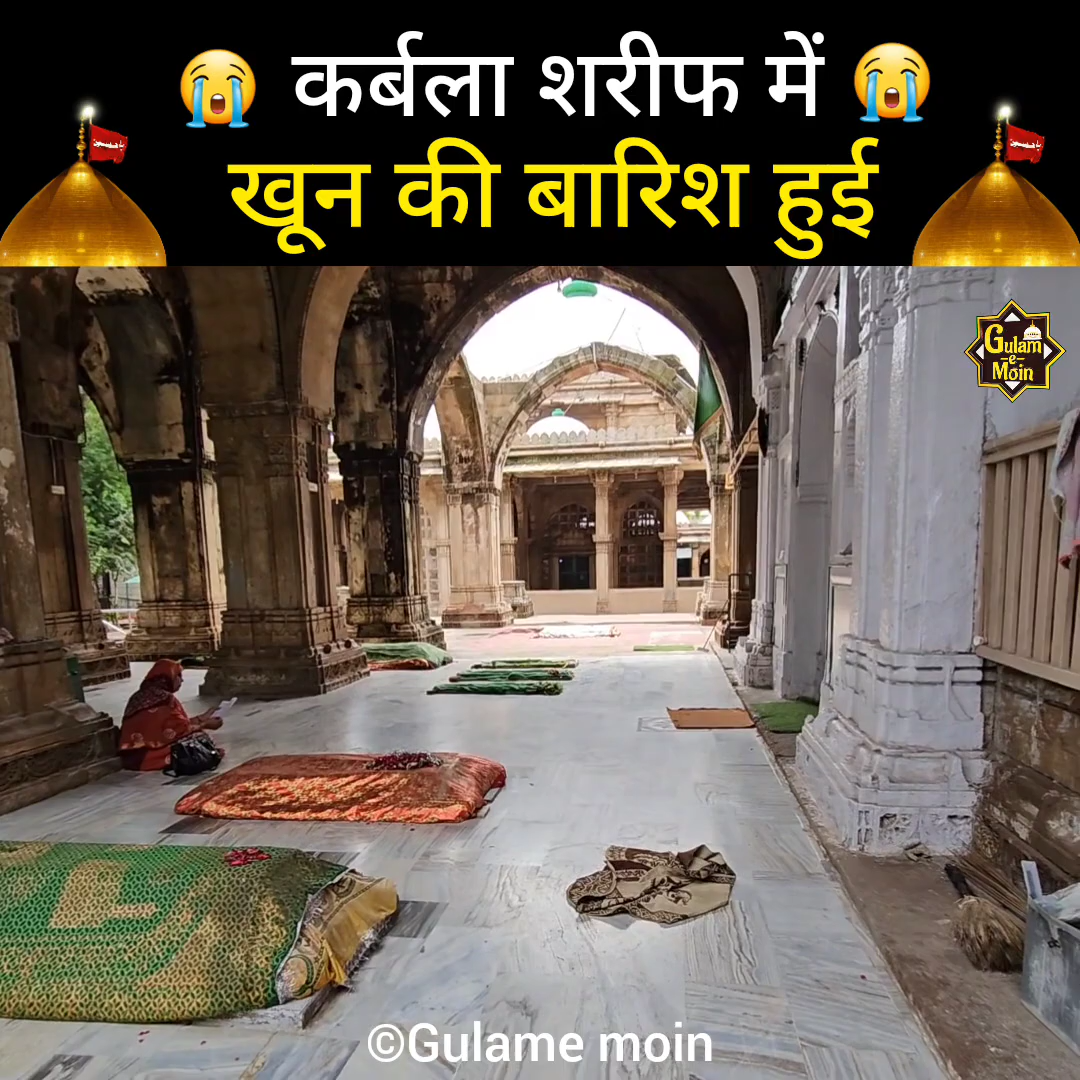 😭 कर्बला शरीफ में 😭
खून की बारिश हुई
Gulam
-e-
Moin
©Gulame moin